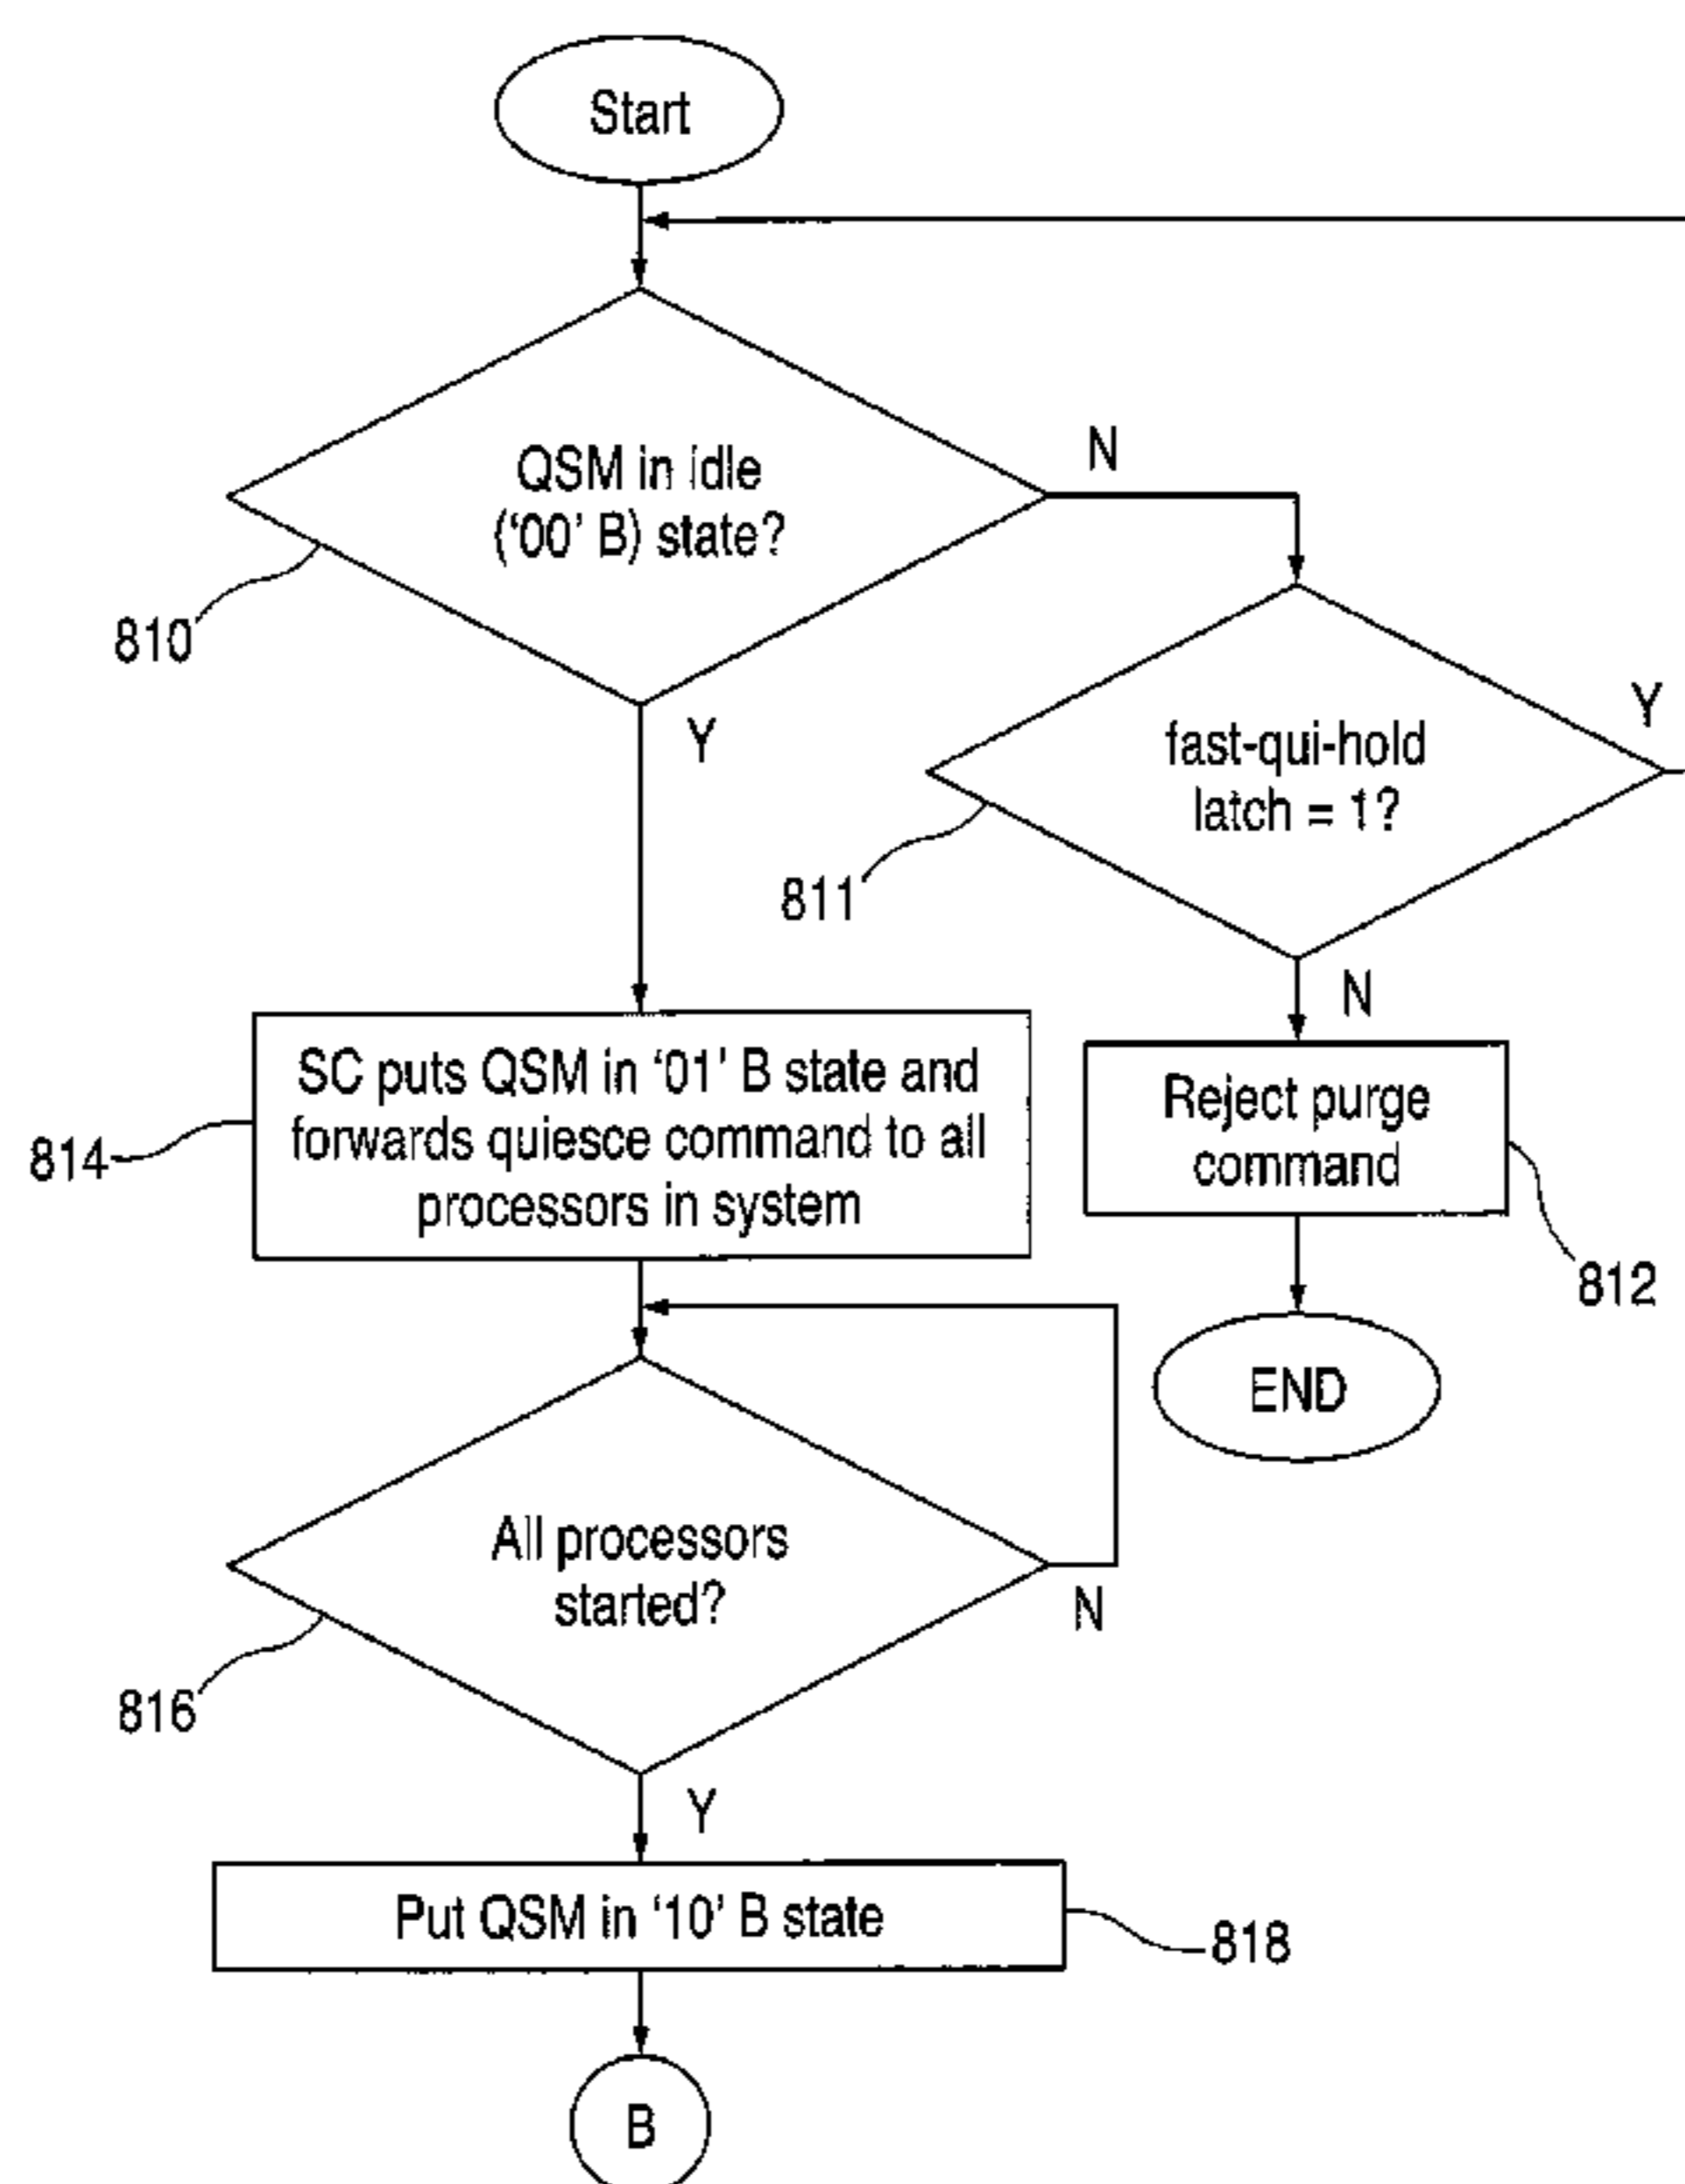 Start
QSM in idle
('00' B) state?
N
810
Y
fast-qui-hold
latch = 1?
Y
811
N
SC puts QSM in '01' B state and
forwards quiesce command to all
processors in system
814
Reject purge
command
812
END
All processors
started?
N
816
Y
Put QSM in '10' B state
818
B